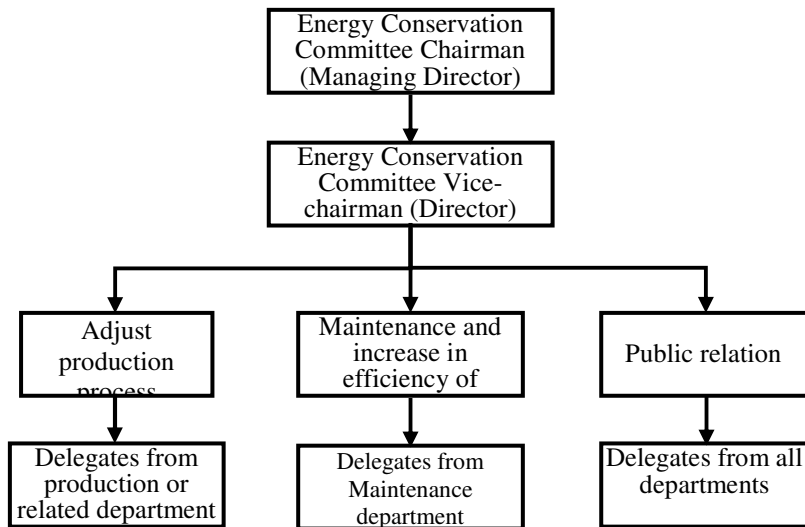 Energy Conservation
Committee Chairman
(Managing Director)
Energy Conservation
Committee Vice-
chairman (Director)
Adjust
production
process
Maintenance and
increase in
efficiency of
Public relation
Delegates from
production or
related department
Delegates from
Maintenance
department
Delegates from all
departments